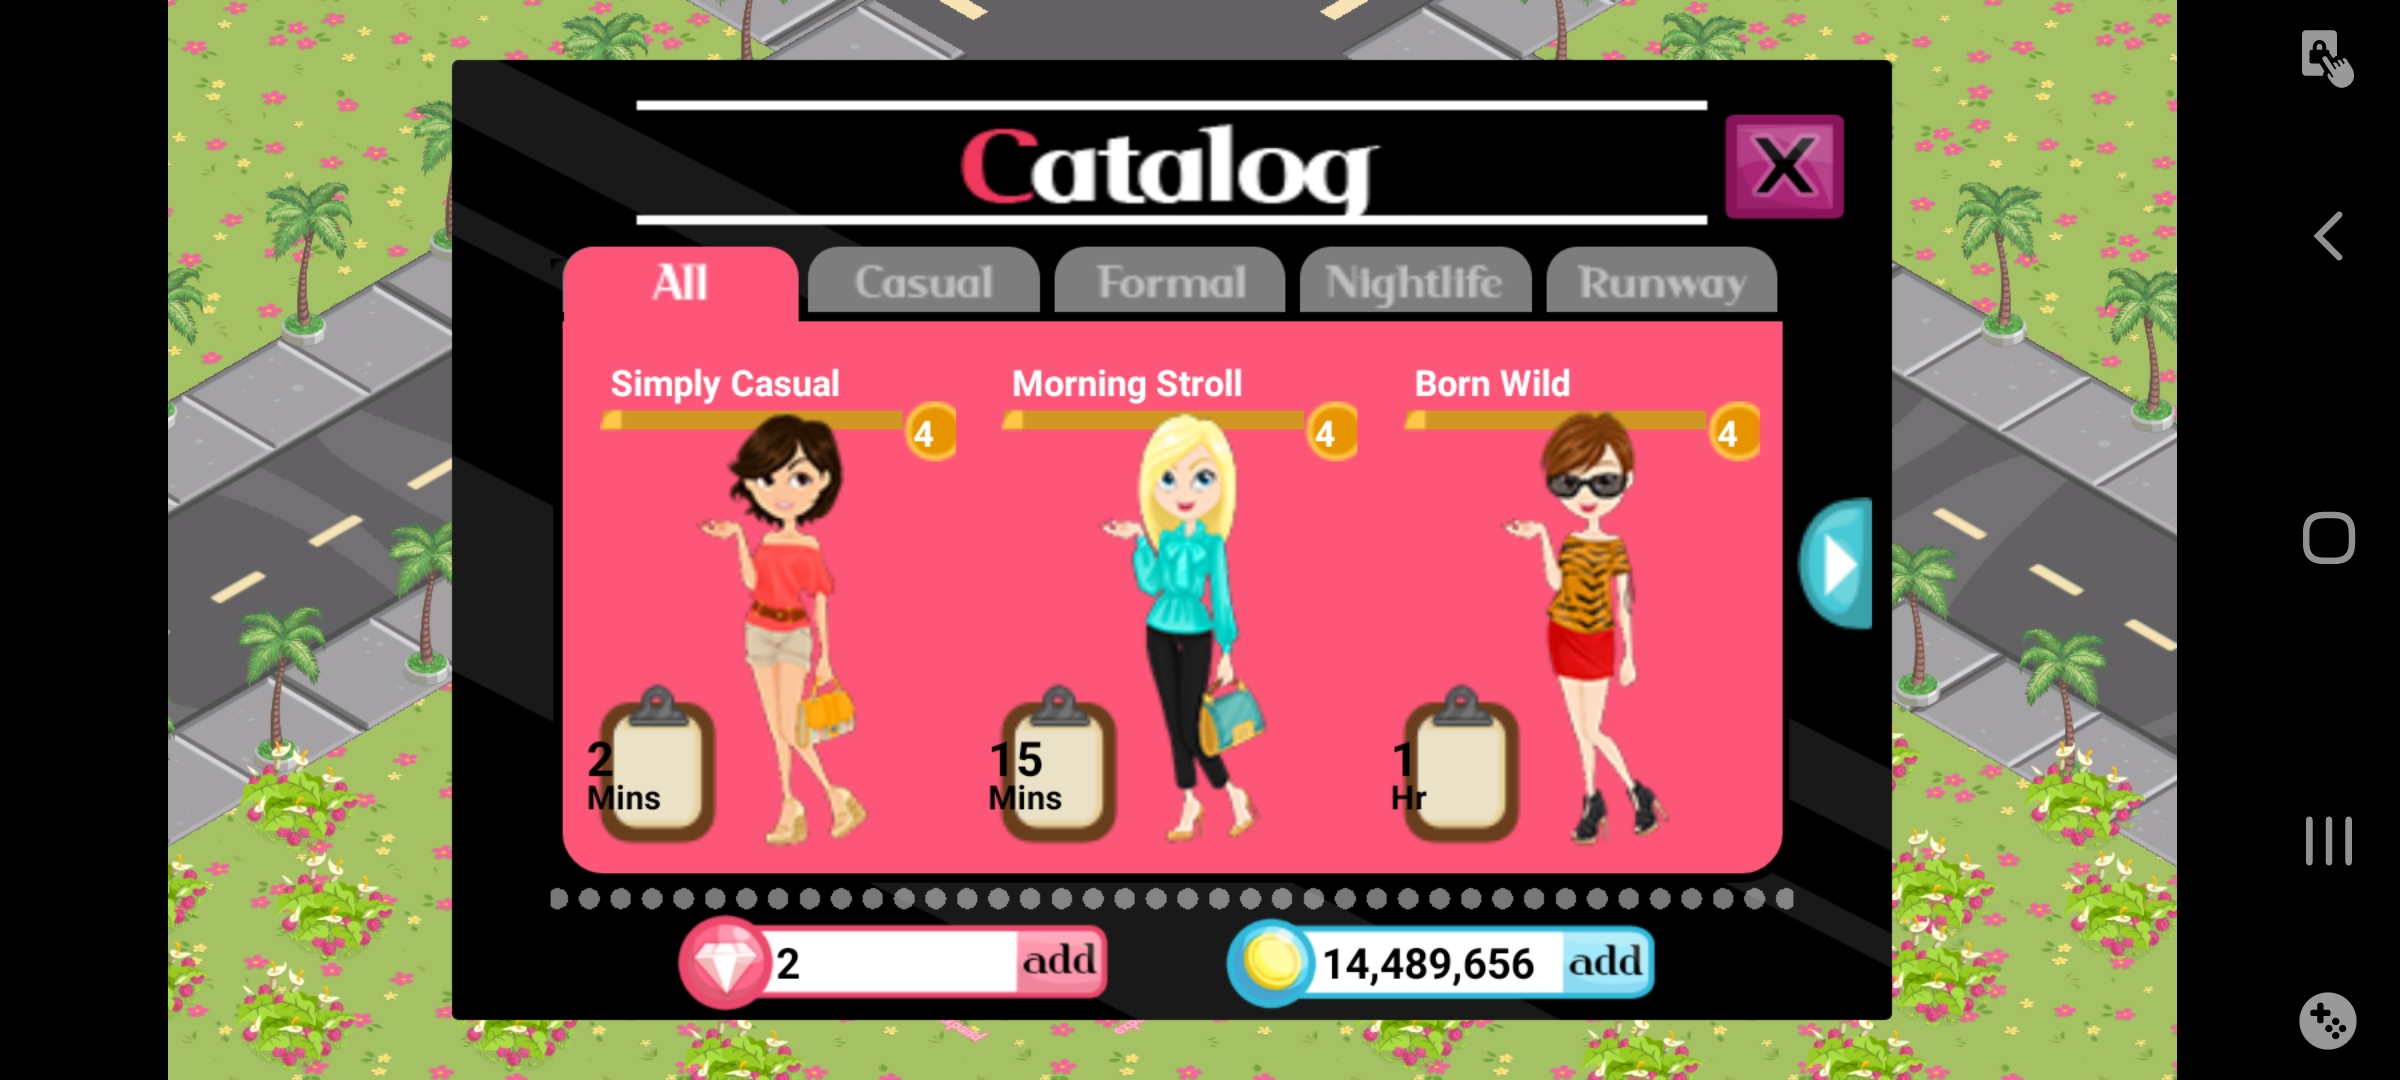 Catalog
X
All
Casual
Formal
Nightlife
Runway
Simply Casual
4
Morning Stroll
4
Born Wild
4
2
Mins
15
Mins
1
Hr
2
add
14,489,656
add